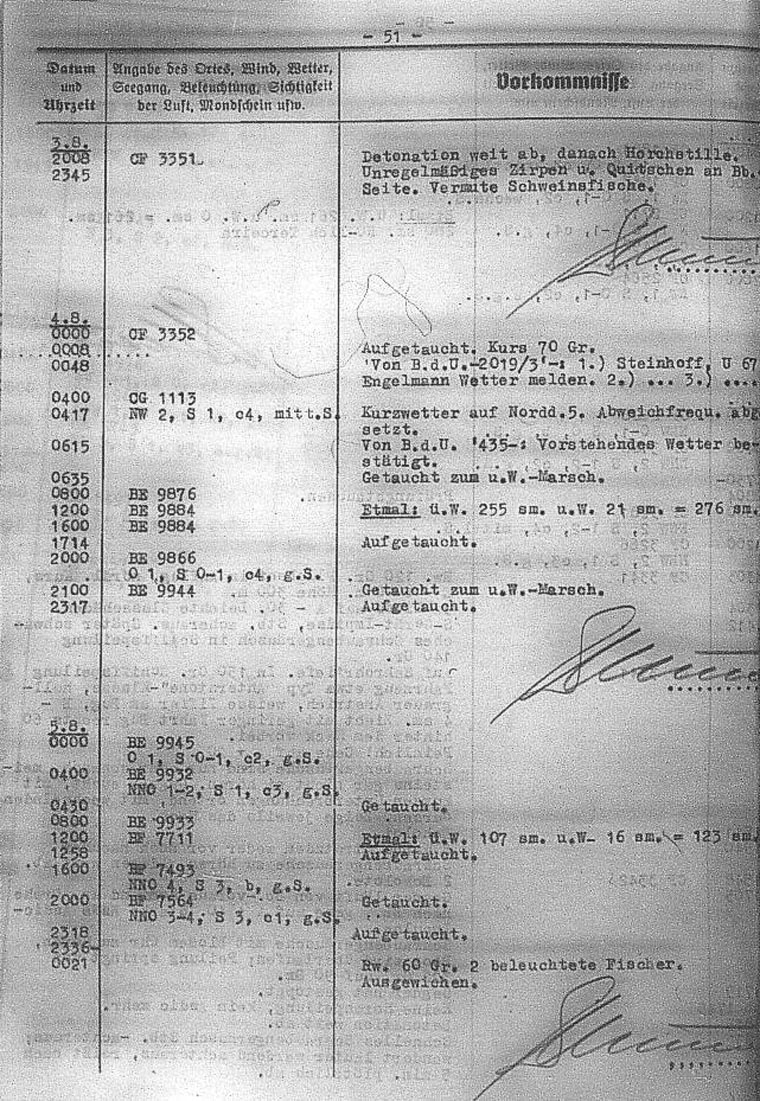 - 51 -
Datum
und
Uhrzeit
Angabe des Ortes, Wind, Wetter,
Seegang, Beleuchtung, Sichtigkeit
der Luft, Mondschein usw.
Vorkommnisse
3.8.
2008 CF 3351 Detonation weit ab, danach Horchstille.
2345 Unregelmäßiges Zirpen u. Quitschen an Bb.
Seite. Vermute Schweinsfische.
4.8.
0000 CF 3352
0008 ..... Aufgetaucht. Kurs 70 Gr.
0048 'Von B.d.U.-2019/3'-: 1.) Steinhoff, U 67
Engelmann Wetter melden. 2.) ... 3.) ....
0400 CG 1113
0417 NW 2, S 1, c4, mitt.S. Kurzwetter auf Nordd.5. Abweichfrequ. abg
setzt.
0615 Von B.d.U. '435-: Vorstehendes Wetter be-
stätigt.
0635 Getaucht zum u.W.-Marsch.
0800 BE 9876
1200 BE 9884 Etmal: ü.W. 255 sm. u.W. 21 sm. = 276 sm.
1600 BE 9884
1714 Aufgetaucht.
2000 BE 9866
O 1, S 0-1, c4, g.S.
2100 BE 9944 Getaucht zum u.W.-Marsch.
2317 Aufgetaucht.
5.8.
0000 BE 9945
O 1, S 0-1, c2, g.S.
0400 BE 9932
NNO 1-2, S 1, c3, g.S.
0430 Getaucht.
0800 BE 9933
1200 BF 7711 Etmal: ü.W. 107 sm. u.W- 16 sm. = 123 sm.
1258 Aufgetaucht.
1600 BF 7493
NNO 4, S 3, b, g.S.
2000 BF 7564 Getaucht.
NNO 3-4, S 3, c1, g.S.
2318 Aufgetaucht.
2336-
0021 Rw. 60 Gr. 2 beleuchtete Fischer.
Ausgewichen.